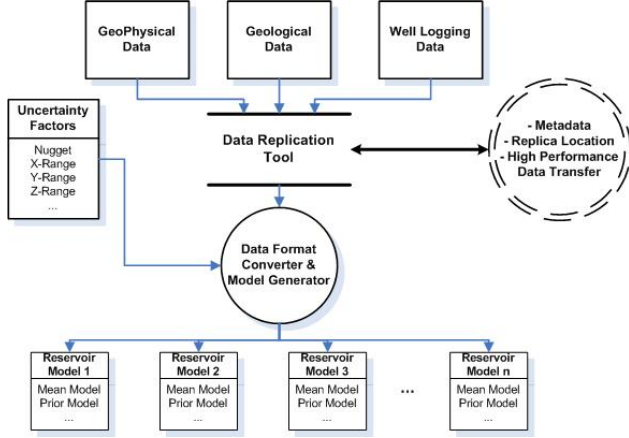 GeoPhysical
Data
Geological
Data
Well Logging
Data
Uncertainty
Factors
Nugget
X-Range
Y-Range
Z-Range
...
Data Replication
Tool
- Metadata
- Replica Location
- High Performance
Data Transfer
Data Format
Converter &
Model Generator
Reservoir
Model 1
Mean Model
Prior Model
...
Reservoir
Model 2
Mean Model
Prior Model
...
Reservoir
Model 3
Mean Model
Prior Model
...
...
Reservoir
Model n
Mean Model
Prior Model
...